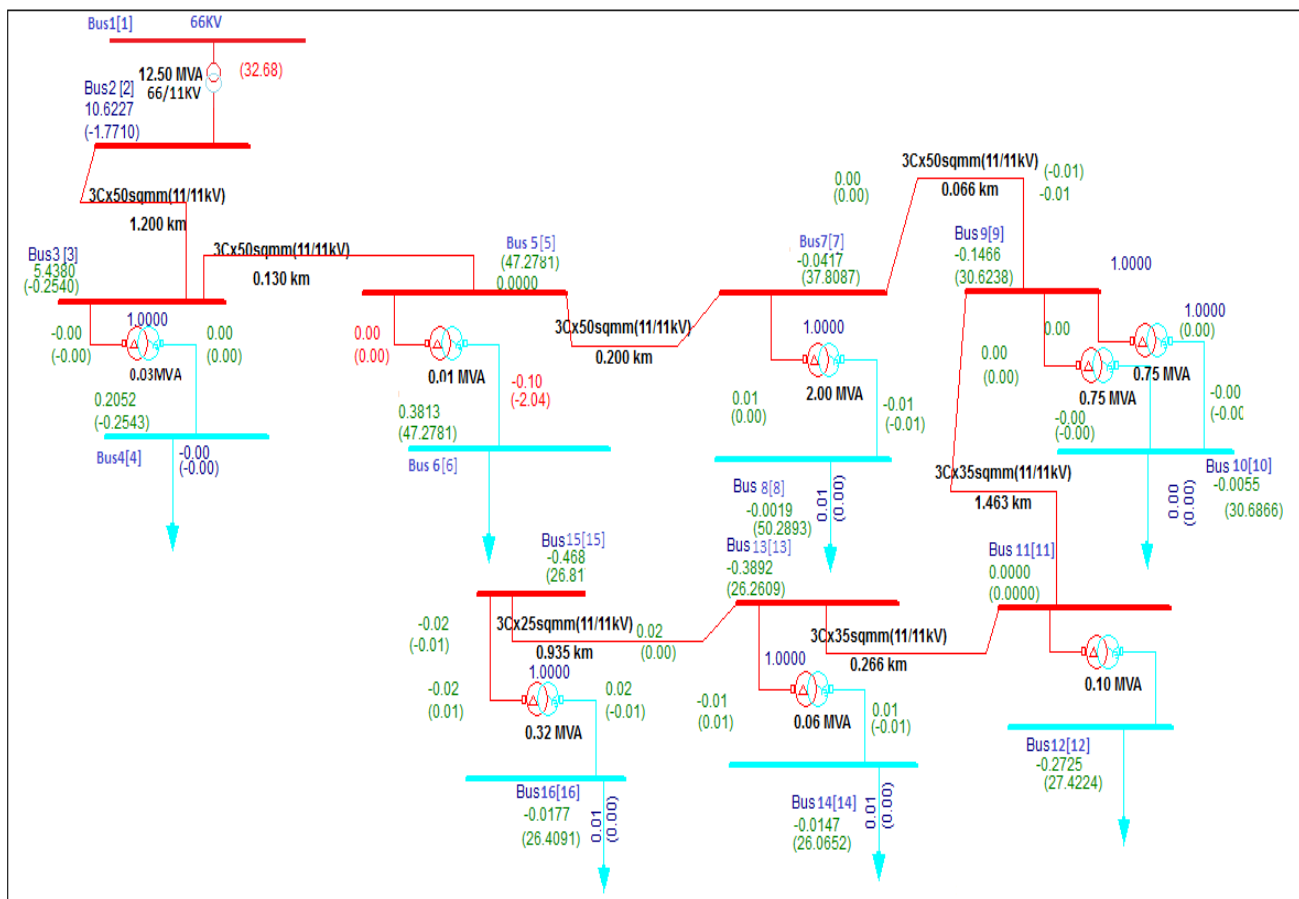 Bus1[1]
66KV
12.50 MVA
66/11KV
(32.68)
Bus2 [2]
10.6227
(-1.7710)
3Cx50sqmm(11/11kV)
1.200 km
Bus3 [3]
5.4380
(-0.2540)
3Cx50sqmm(11/11kV)
0.130 km
Bus 5[5]
(47.2781)
0.0000
3Cx50sqmm(11/11kV)
0.200 km
Bus7[7]
-0.0417
(37.8087)
0.00
(0.00)
3Cx50sqmm(11/11kV)
0.066 km
(-0.01)
-0.01
Bus 9[9]
-0.1466
(30.6238)
1.0000
-0.00
(-0.00)
1.0000
0.00
(0.00)
0.03MVA
0.2052
(-0.2543)
Bus4[4]
-0.00
(-0.00)
0.00
(0.00)
0.01 MVA
-0.10
(-2.04)
0.3813
(47.2781)
Bus 6[6]
1.0000
2.00 MVA
0.01
(0.00)
-0.01
(-0.01)
Bus 8[8]
-0.0019
(50.2893)
0.01
(0.00)
1.0000
(0.00)
0.00
0.00
(0.00)
0.75 MVA
0.75 MVA
-0.00
(-0.00)
-0.00
(-0.00
3Cx35sqmm(11/11kV)
1.463 km
0.00
(0.00)
Bus 10[10]
-0.0055
(30.6866)
Bus 11[11]
0.0000
(0.0000)
0.10 MVA
Bus12[12]
-0.2725
(27.4224)
3Cx35sqmm(11/11kV)
0.266 km
Bus 13[13]
-0.3892
(26.2609)
1.0000
-0.01
(0.01)
0.06 MVA
0.01
(-0.01)
Bus14[14]
-0.0147
(26.0652)
0.01
(0.00)
Bus15[15]
-0.468
(26.81
3Cx25sqmm(11/11kV)
0.935 km
0.02
(0.00)
-0.02
(-0.01)
1.0000
-0.02
(0.01)
0.02
(-0.01)
0.32 MVA
Bus16[16]
-0.0177
(26.4091)
0.01
(0.00)